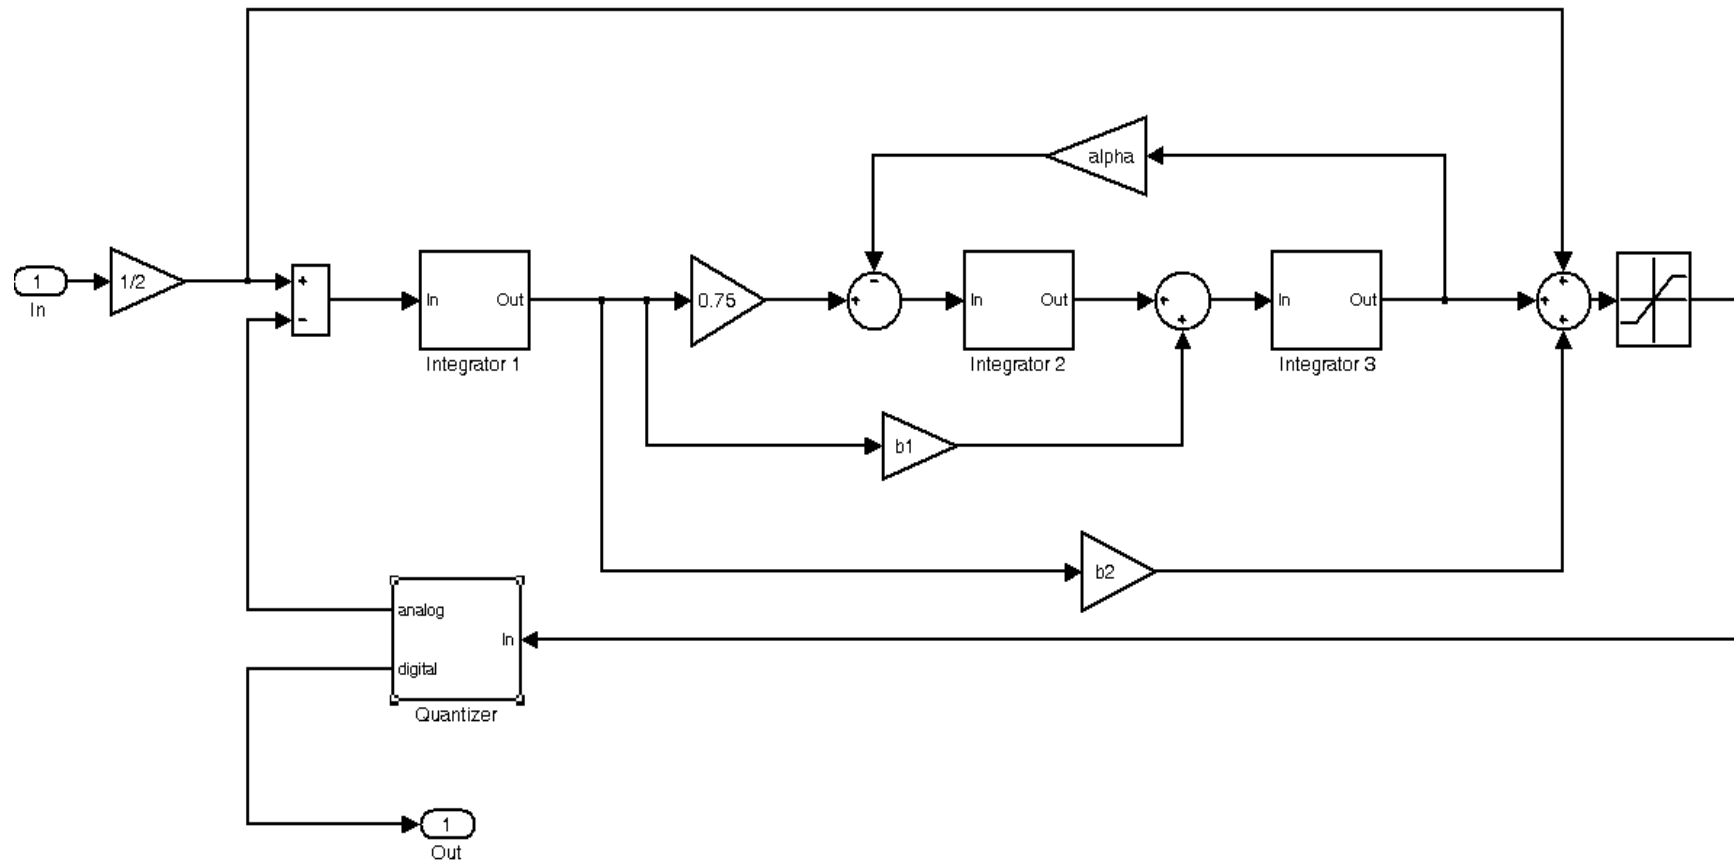 alpha
1
In
1/2
+
-
In
Out
Integrator 1
0.75
-
+
In
Out
Integrator 2
+
+
In
Out
Integrator 3
+
+
+
b1
b2
analog
In
digital
Quantizer
1
Out